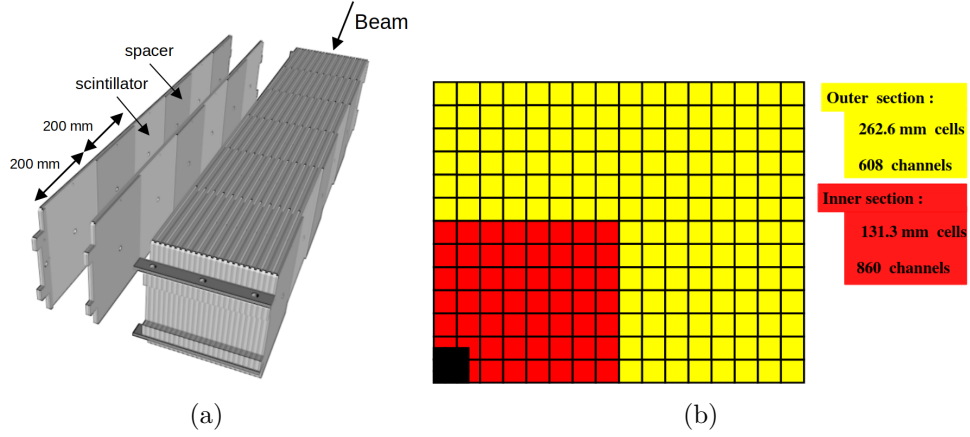 Beam
spacer
scintillator
200 mm
200 mm
(a)
Outer section :
262.6 mm cells
608 channels
Inner section :
131.3 mm cells
860 channels
(b)